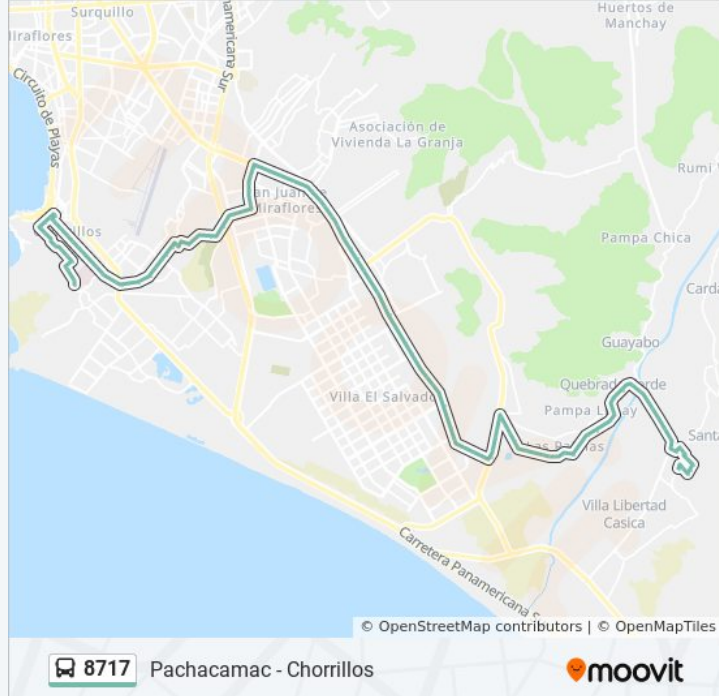 Surquillo
Huertos de
Manchay
Miraflores
Panamericana Sur
Circuito de Playas
Asociación de
Vivienda La Granja
Rumi
San Juan de
Miraflores
Pampa Chica
Guayabo
Quebrada Verde
Villa El Salvador
Pampa
Las Palmas
Santa
Villa Libertad
Casica
Carretera Panamericana S
© OpenStreetMap contributors | © OpenMapTiles
8717 Pachacamac - Chorrillos
moovit